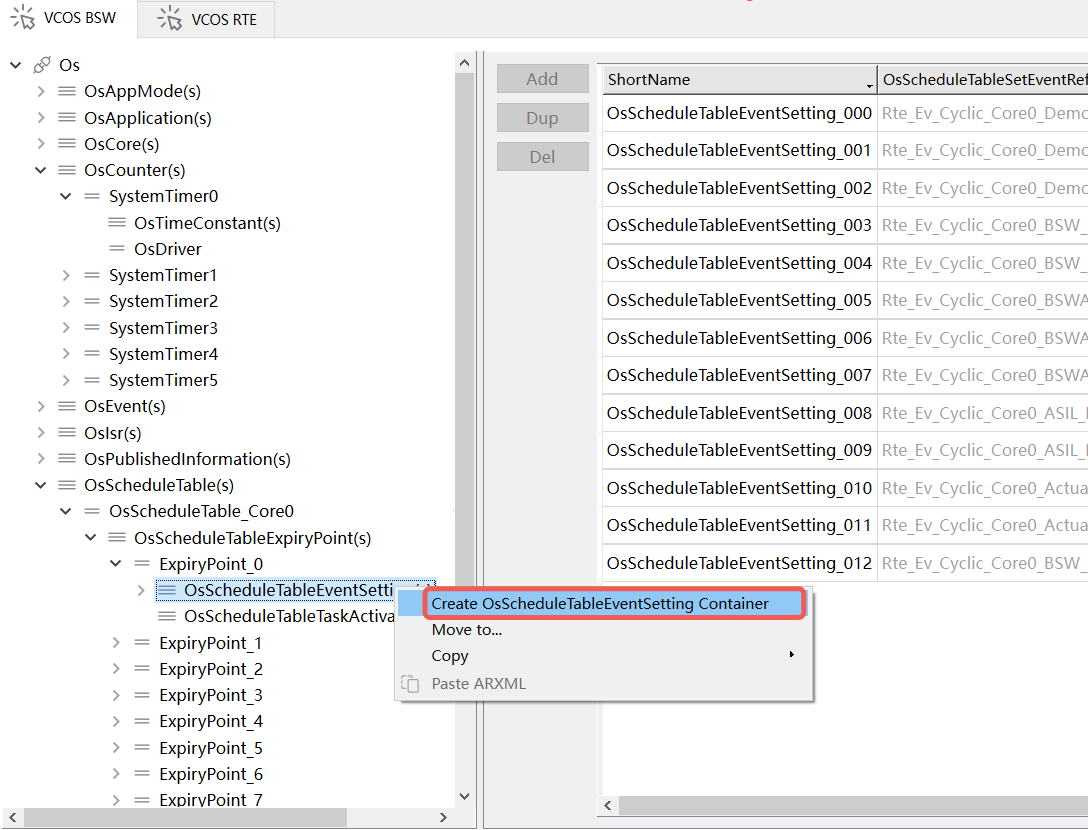 VCOS BSW
VCOS RTE
Os
OsAppMode(s)
OsApplication(s)
OsCore(s)
OsCounter(s)
SystemTimer0
OsTimeConstant(s)
OsDriver
SystemTimer1
SystemTimer2
SystemTimer3
SystemTimer4
SystemTimer5
OsEvent(s)
OsIsr(s)
OsPublishedInformation(s)
OsScheduleTable(s)
OsScheduleTable_Core0
OsScheduleTableExpiryPoint(s)
ExpiryPoint_0
OsScheduleTableEventSetti
OsScheduleTableTaskActiva
ExpiryPoint_1
ExpiryPoint_2
ExpiryPoint_3
ExpiryPoint_4
ExpiryPoint_5
ExpiryPoint_6
ExpiryPoint_7
Create OsScheduleTableEventSetting Container
Move to...
Copy
Paste ARXML
Add
Dup
Del
ShortName OsScheduleTableSetEventRef
OsScheduleTableEventSetting_000 Rte_Ev_Cyclic_Core0_Demo
OsScheduleTableEventSetting_001 Rte_Ev_Cyclic_Core0_Demo
OsScheduleTableEventSetting_002 Rte_Ev_Cyclic_Core0_Demo
OsScheduleTableEventSetting_003 Rte_Ev_Cyclic_Core0_BSW_
OsScheduleTableEventSetting_004 Rte_Ev_Cyclic_Core0_BSW_
OsScheduleTableEventSetting_005 Rte_Ev_Cyclic_Core0_BSWA
OsScheduleTableEventSetting_006 Rte_Ev_Cyclic_Core0_BSWA
OsScheduleTableEventSetting_007 Rte_Ev_Cyclic_Core0_BSWA
OsScheduleTableEventSetting_008 Rte_Ev_Cyclic_Core0_ASIL_
OsScheduleTableEventSetting_009 Rte_Ev_Cyclic_Core0_ASIL_
OsScheduleTableEventSetting_010 Rte_Ev_Cyclic_Core0_Actua
OsScheduleTableEventSetting_011 Rte_Ev_Cyclic_Core0_Actua
OsScheduleTableEventSetting_012 Rte_Ev_Cyclic_Core0_BSW_